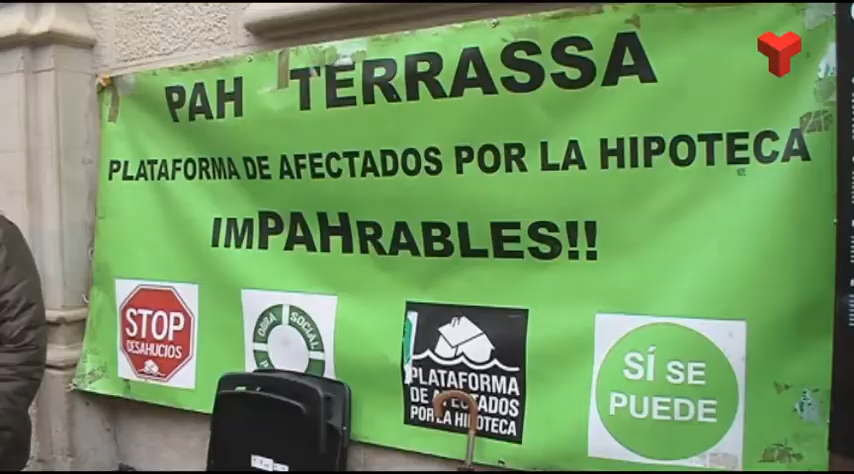 PAH TERRASSA
PLATAFORMA DE AFECTADOS POR LA HIPOTECA
IMPAHRABLES!!
STOP
DESAHUCIOS
OBRA SOCIAL
PLATAFORMA
DE AFECTADOS
POR LA HIPOTECA
SÍ SE
PUEDE